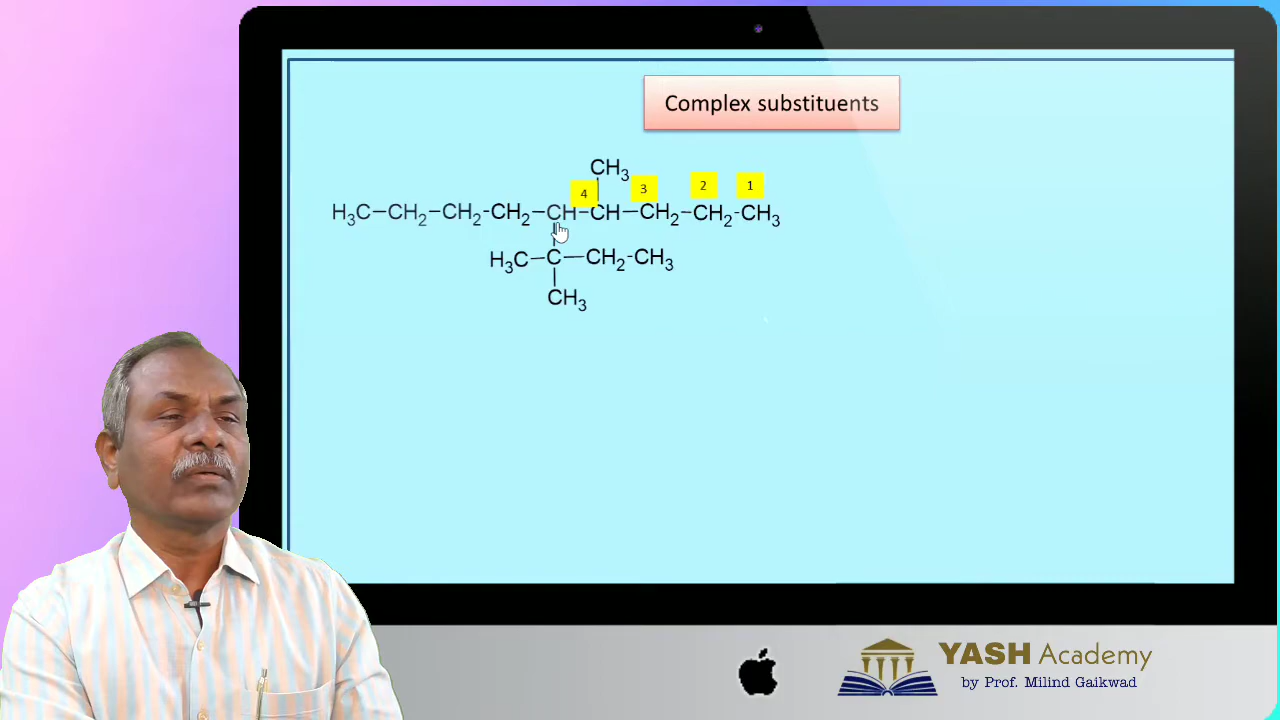 Complex substituents
CH₃
4 3 2 1
H₃C–CH₂–CH₂–CH₂–CH–CH–CH₂–CH₂–CH₃
H₃C–C–CH₂–CH₃
CH₃
YASH Academy
by Prof. Milind Gaikwad